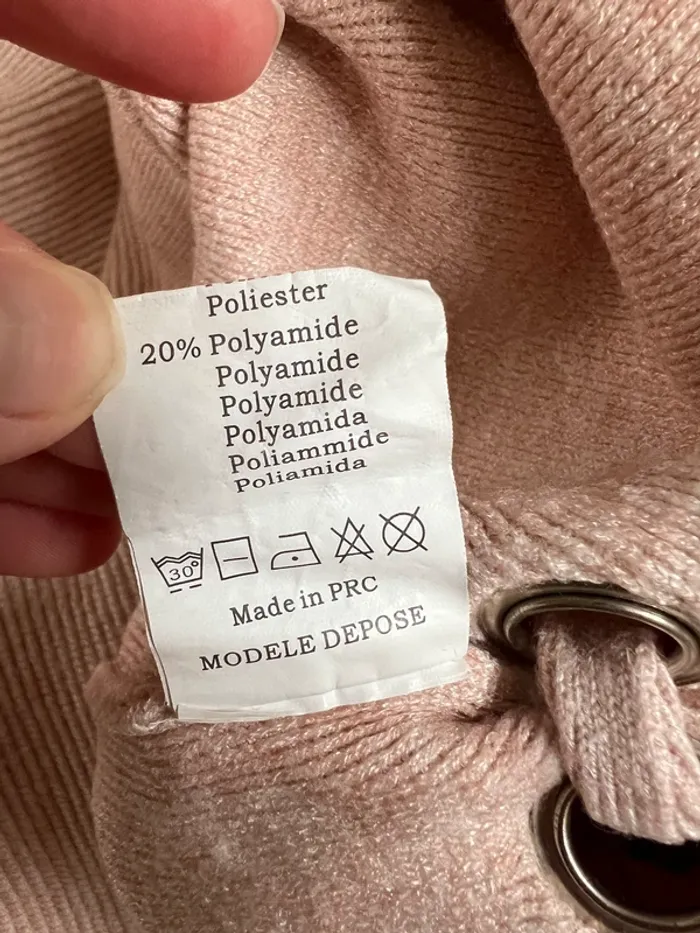 Poliester
20% Polyamide
Polyamide
Polyamide
Polyamida
Poliammide
Poliamida
30°
Made in PRC
MODELE DEPOSE